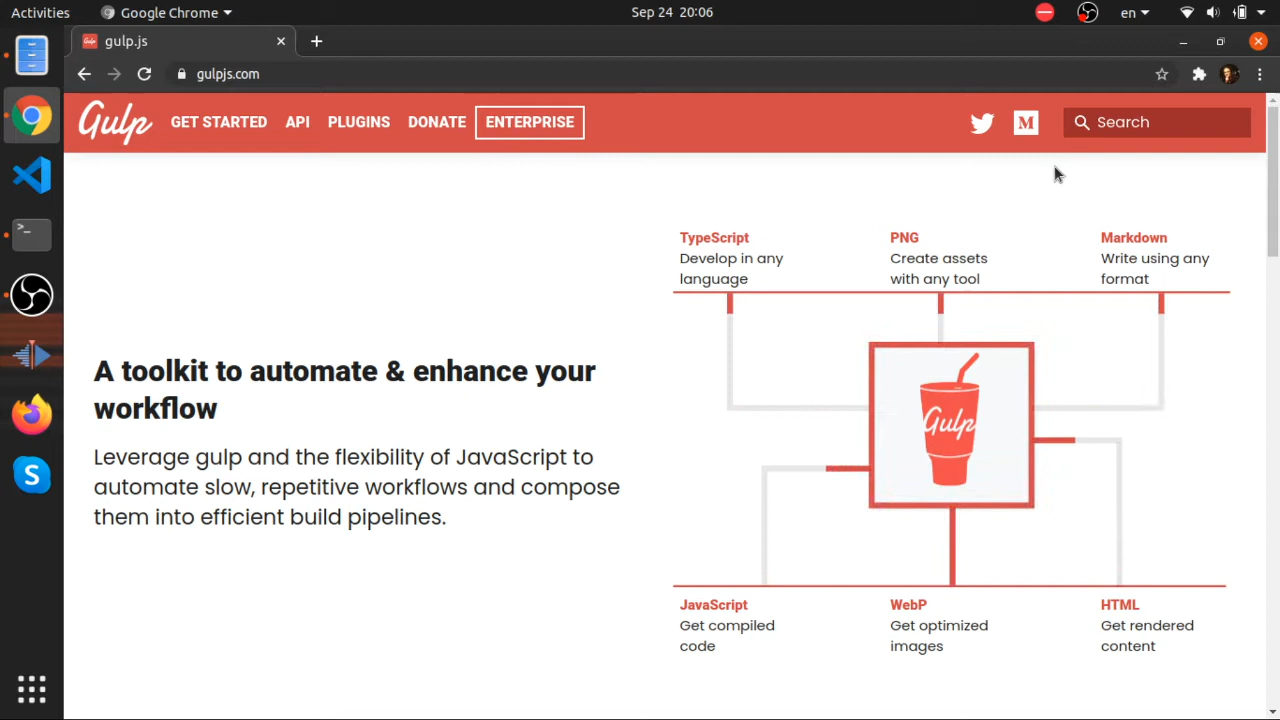 Activities
Google Chrome
Sep 24 20:06
en
gulp.js
gulpjs.com
Gulp
GET STARTED
API
PLUGINS
DONATE
ENTERPRISE
M
Search
A toolkit to automate & enhance your
workflow
Leverage gulp and the flexibility of JavaScript to
automate slow, repetitive workflows and compose
them into efficient build pipelines.
TypeScript
Develop in any
language
PNG
Create assets
with any tool
Markdown
Write using any
format
Gulp
JavaScript
Get compiled
code
WebP
Get optimized
images
HTML
Get rendered
content